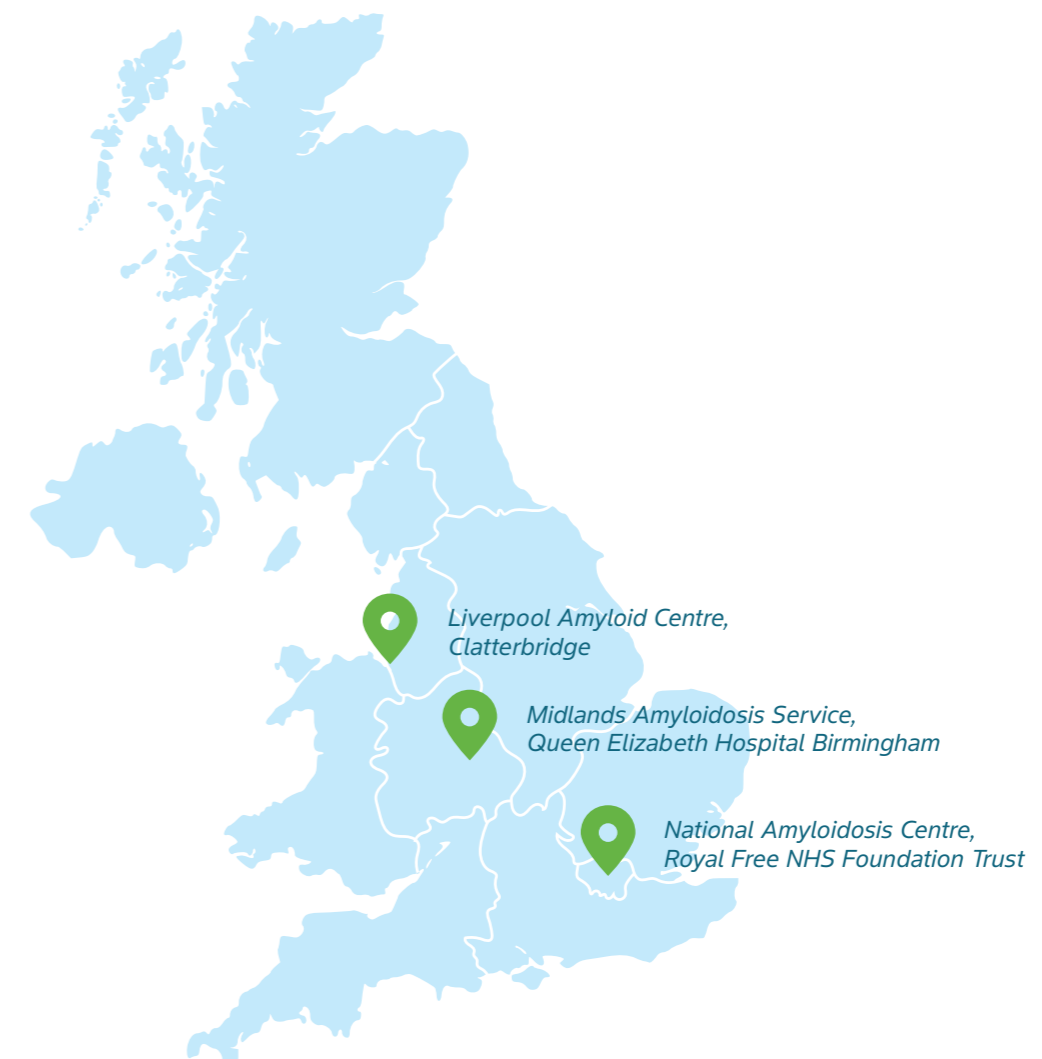 Liverpool Amyloid Centre,
Clatterbridge
Midlands Amyloidosis Service,
Queen Elizabeth Hospital Birmingham
National Amyloidosis Centre,
Royal Free NHS Foundation Trust